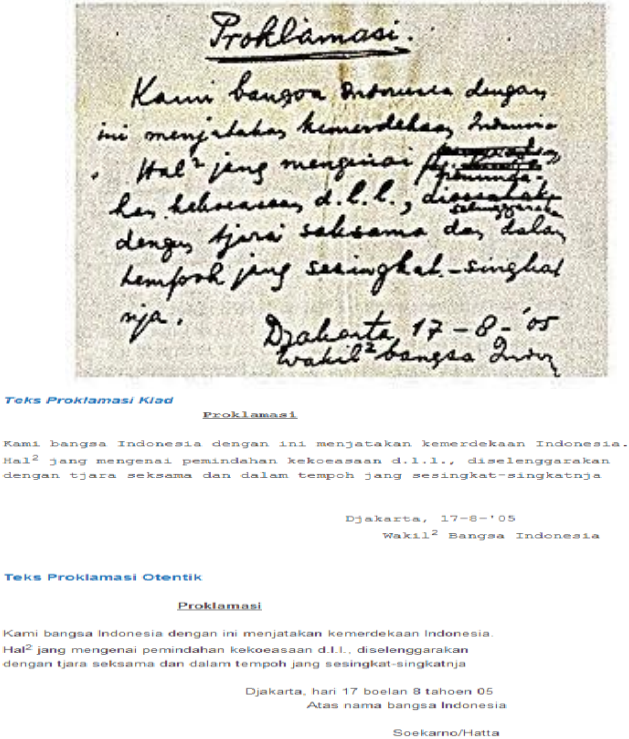 Proklamasi.
Kami bangsa Indonesia dengan
ini menjatakan kemerdekaan Indonesia
Hal² jang mengenai
pemindahan
kan kekoeasaan, d.l.l.,
diselenggarakan
dengan tjara saksama dan dalam
tempoh jang sesingkat-singkat
nja.
Djakarta, 17-8-'05
Wakil² bangsa Indon
Teks Proklamasi Klad
Proklamasi
Kami bangsa Indonesia dengan ini menjatakan kemerdekaan Indonesia.
Hal² jang mengenai pemindahan kekoeasaan d.l.l., diselenggarakan
dengan tjara seksama dan dalam tempoh jang sesingkat-singkatnja
Djakarta, 17-8-'05
Wakil² Bangsa Indonesia
Teks Proklamasi Otentik
Proklamasi
Kami bangsa Indonesia dengan ini menjatakan kemerdekaan Indonesia.
Hal² jang mengenai pemindahan kekoeasaan d.l.l., diselenggarakan
dengan tjara seksama dan dalam tempoh jang sesingkat-singkatnja
Djakarta, hari 17 boelan 8 tahoen 05
Atas nama bangsa Indonesia
Soekarno/Hatta